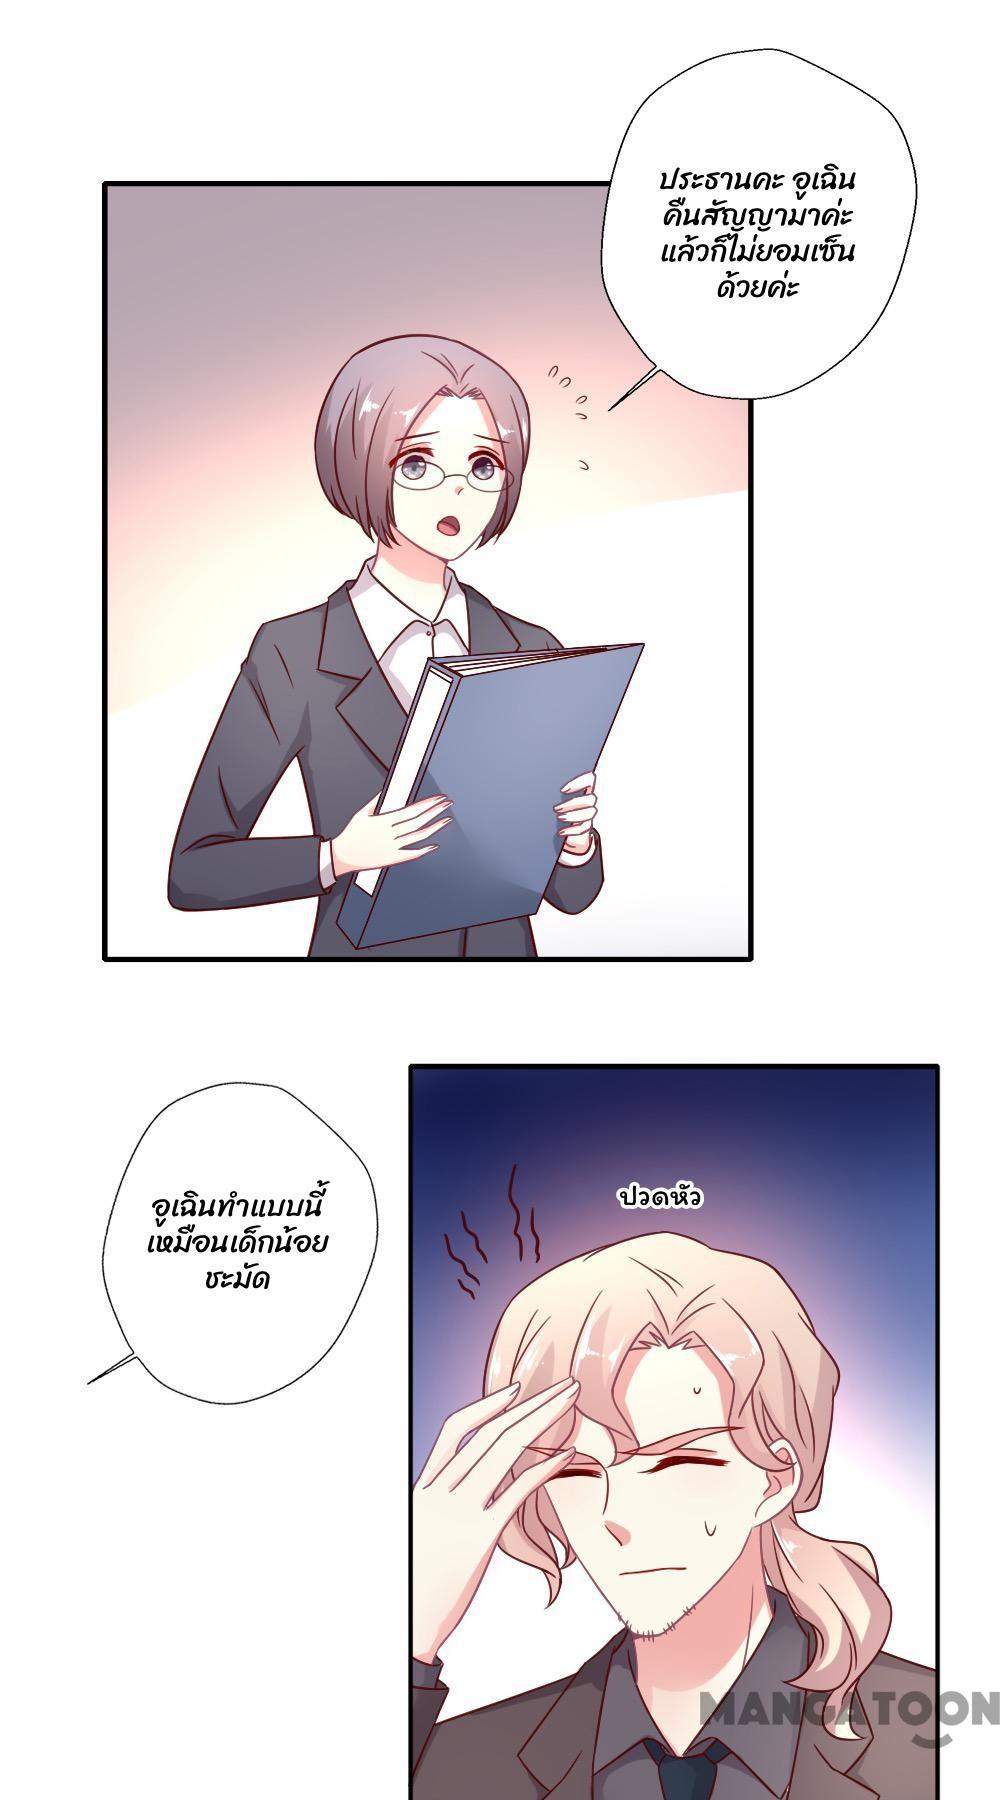 ประธานคะ อูเฉิน
คืนสัญญามาค่ะ
แล้วก็ไม่ยอมเซ็น
ด้วยค่ะ
ปวดหัว
อูเฉินทำแบบนี้
เหมือนเด็กน้อย
ชะมัด
MANGATOON